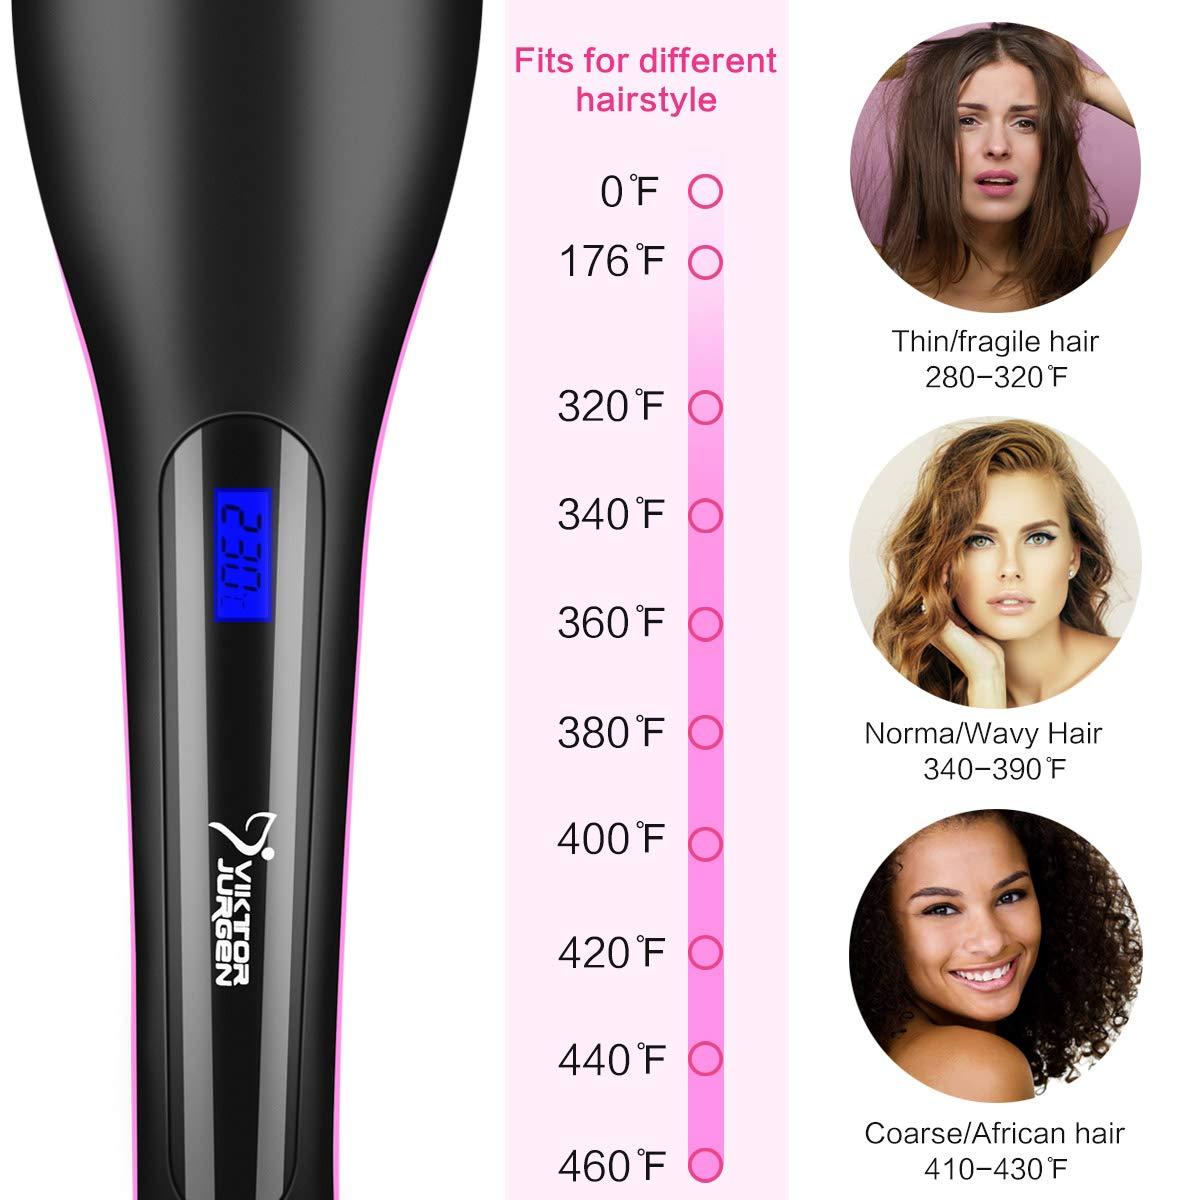 Fits for different
hairstyle
0°F
176°F
320°F
340°F
360°F
380°F
400°F
420°F
440°F
460°F
230
VIKTOR
JURGEN
Thin/fragile hair
280-320°F
Norma/Wavy Hair
340-390°F
Coarse/African hair
410-430°F